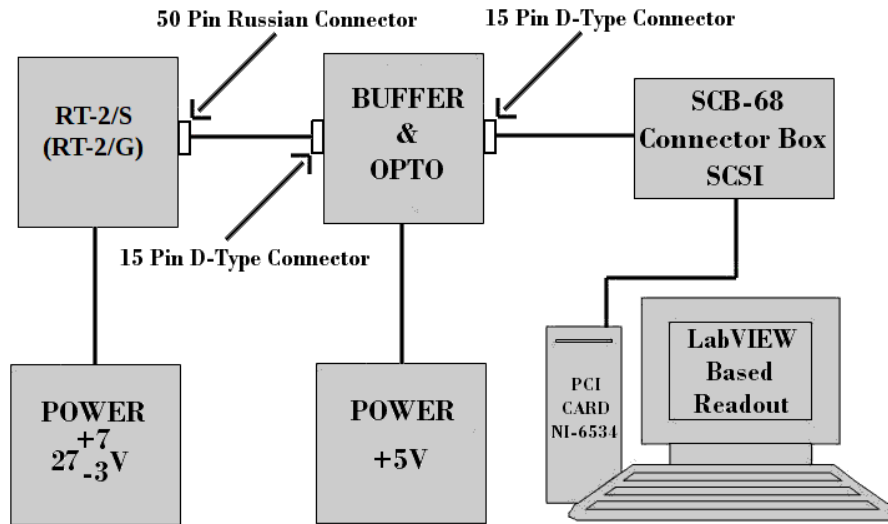 50 Pin Russian Connector
15 Pin D-Type Connector
RT-2/S
(RT-2/G)
BUFFER
&
OPTO
SCB-68
Connector Box
SCSI
15 Pin D-Type Connector
POWER
27 +7 -3 V
POWER
+5V
PCI
CARD
NI-6534
LabVIEW
Based
Readout